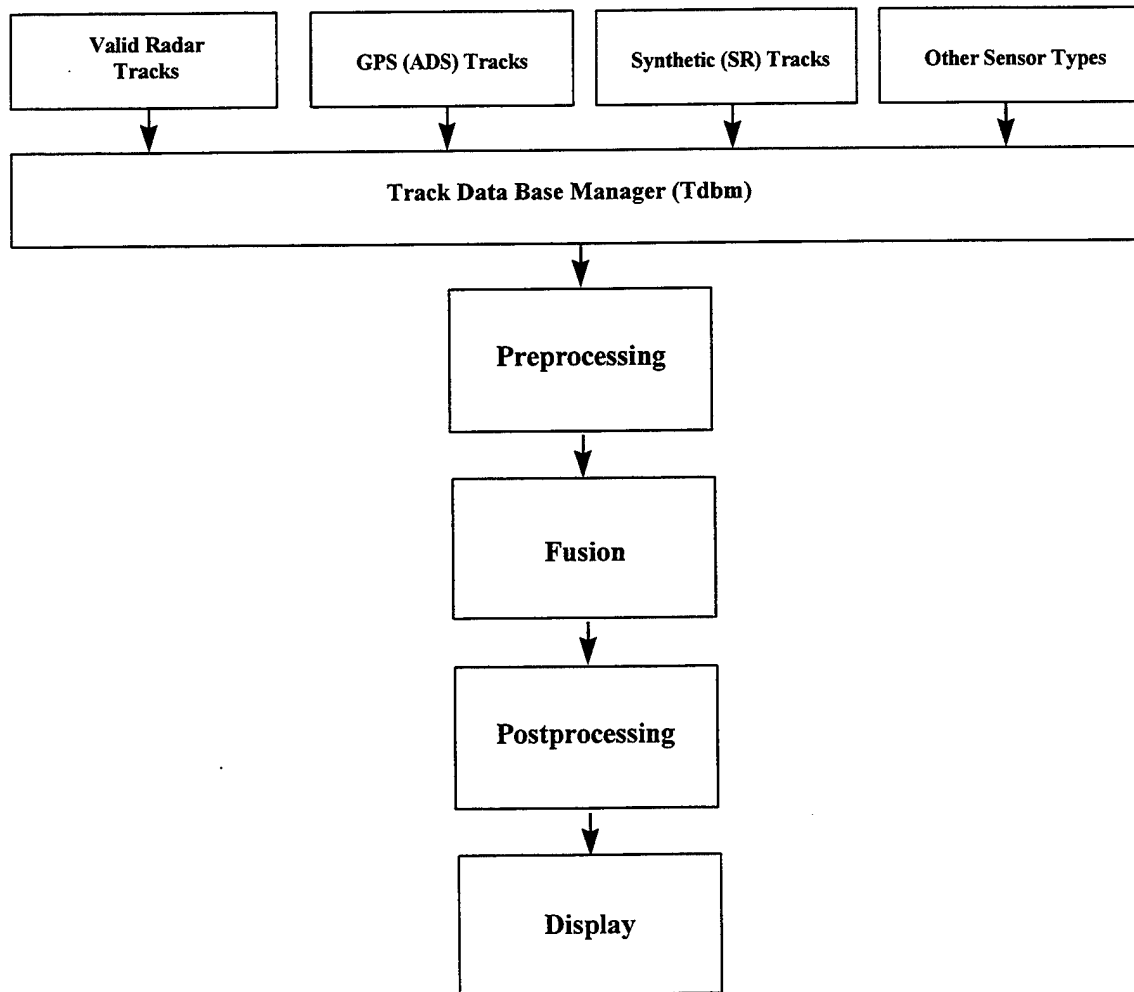 Valid Radar
Tracks
GPS (ADS) Tracks
Synthetic (SR) Tracks
Other Sensor Types
Track Data Base Manager (Tdbm)
Preprocessing
Fusion
Postprocessing
Display